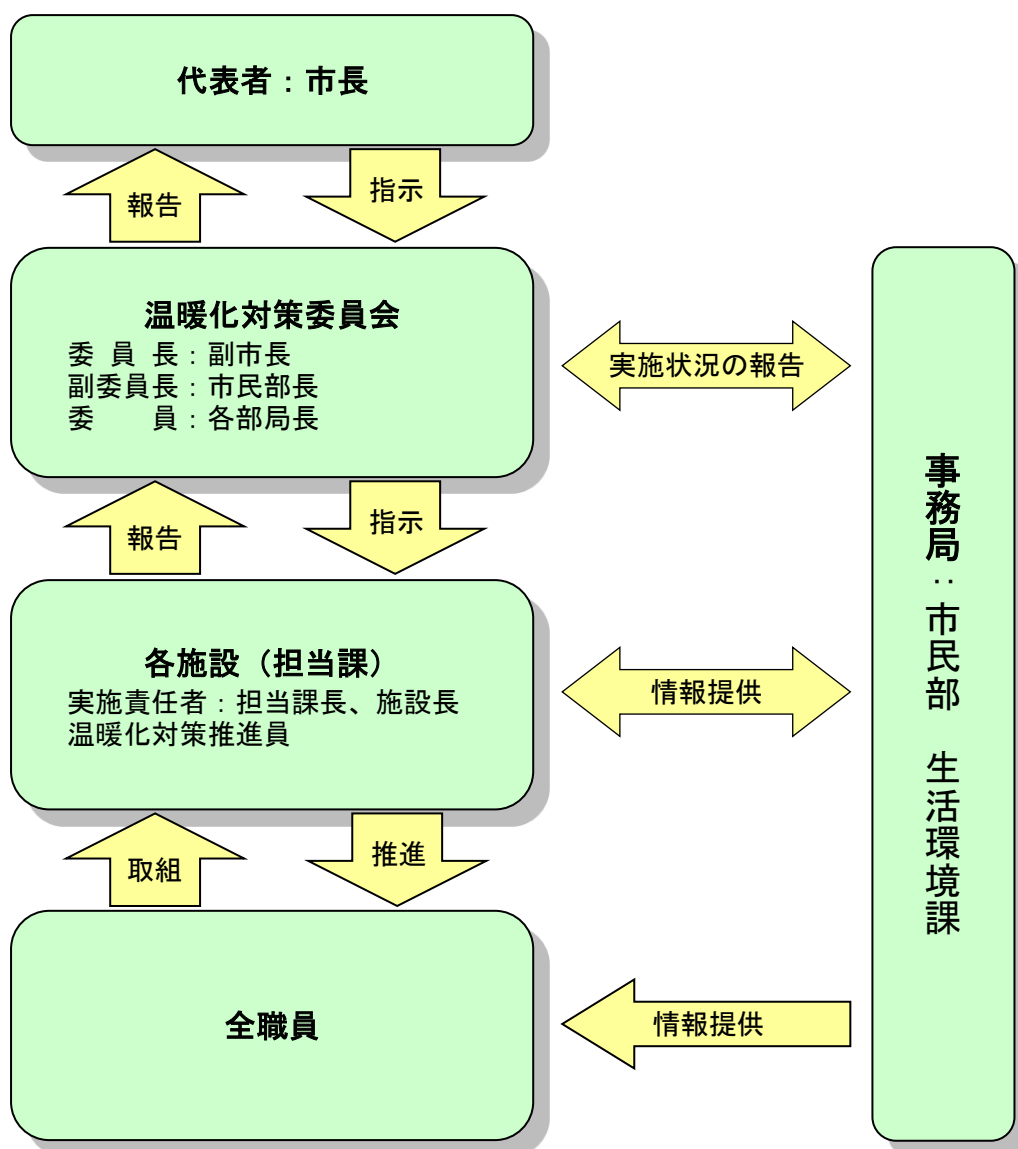 代表者：市長
報告
指示
温暖化対策委員会
委 員 長：副市長
副委員長：市民部長
委　　員：各部局長
実施状況の報告
報告
指示
各施設（担当課）
実施責任者：担当課長、施設長
温暖化対策推進員
情報提供
取組
推進
全職員
情報提供
事務局：市民部　生活環境課